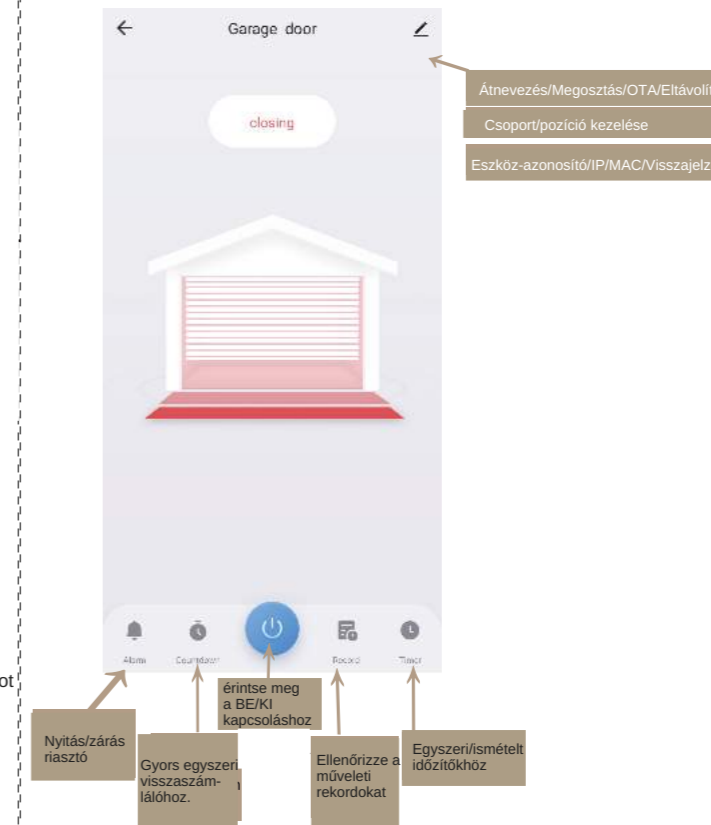 Garage door
Átnevezés/Megosztás/OTA/Eltávolít
closing
Csoport/pozíció kezelése
Eszköz-azonosító/IP/MAC/Visszajelz
Alarm
Countdown
Record
Timer
ot
érintse meg
a BE/KI
kapcsoláshoz
Nyitás/zárás
riasztó
Gyors egyszeri
visszaszám-
lálóhoz.
Ellenőrizze a
műveleti
rekordokat
Egyszeri/ismételt
időzítőkhöz